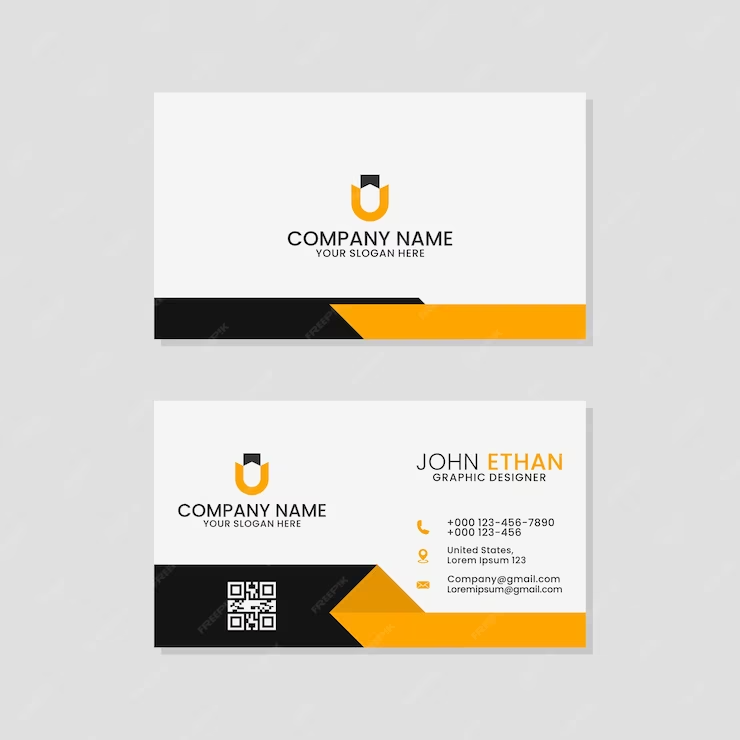 COMPANY NAME
YOUR SLOGAN HERE
COMPANY NAME
YOUR SLOGAN HERE
JOHN ETHAN
GRAPHIC DESIGNER
+000 123-456-7890
+000 123-456
United States,
Lorem Ipsum 123
Company@gmail.com
Loremipsum@gmail.com
FREEPIK